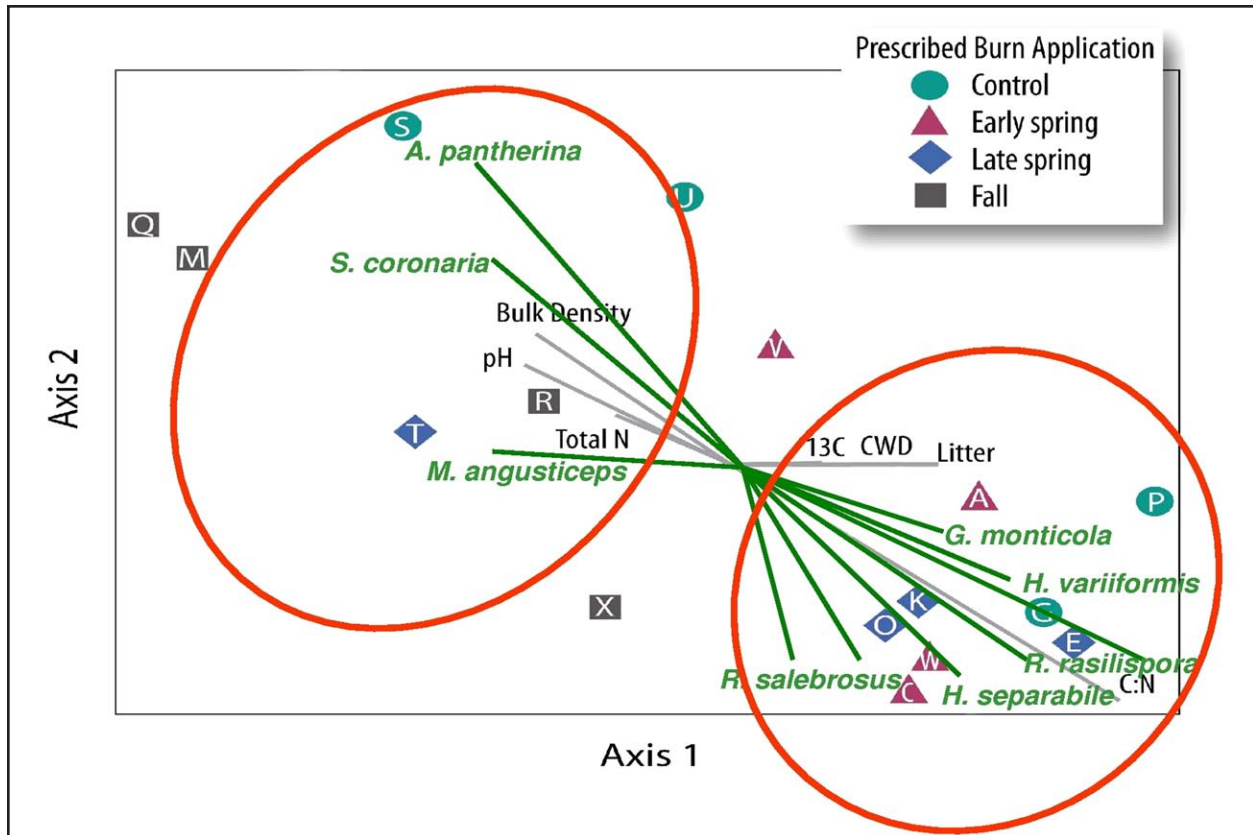 Prescribed Burn Application
Control
Early spring
Late spring
Fall
S
A. pantherina
U
Q
M
S. coronaria
Bulk Density
V
pH
R
T
Total N
13C CWD Litter
M. angusticeps
A
P
G. monticola
H. variiformis
X
K
G
O
E
W
R. rasilispora
R. salebrosus
C
H. separabile
C:N
Axis 2
Axis 1